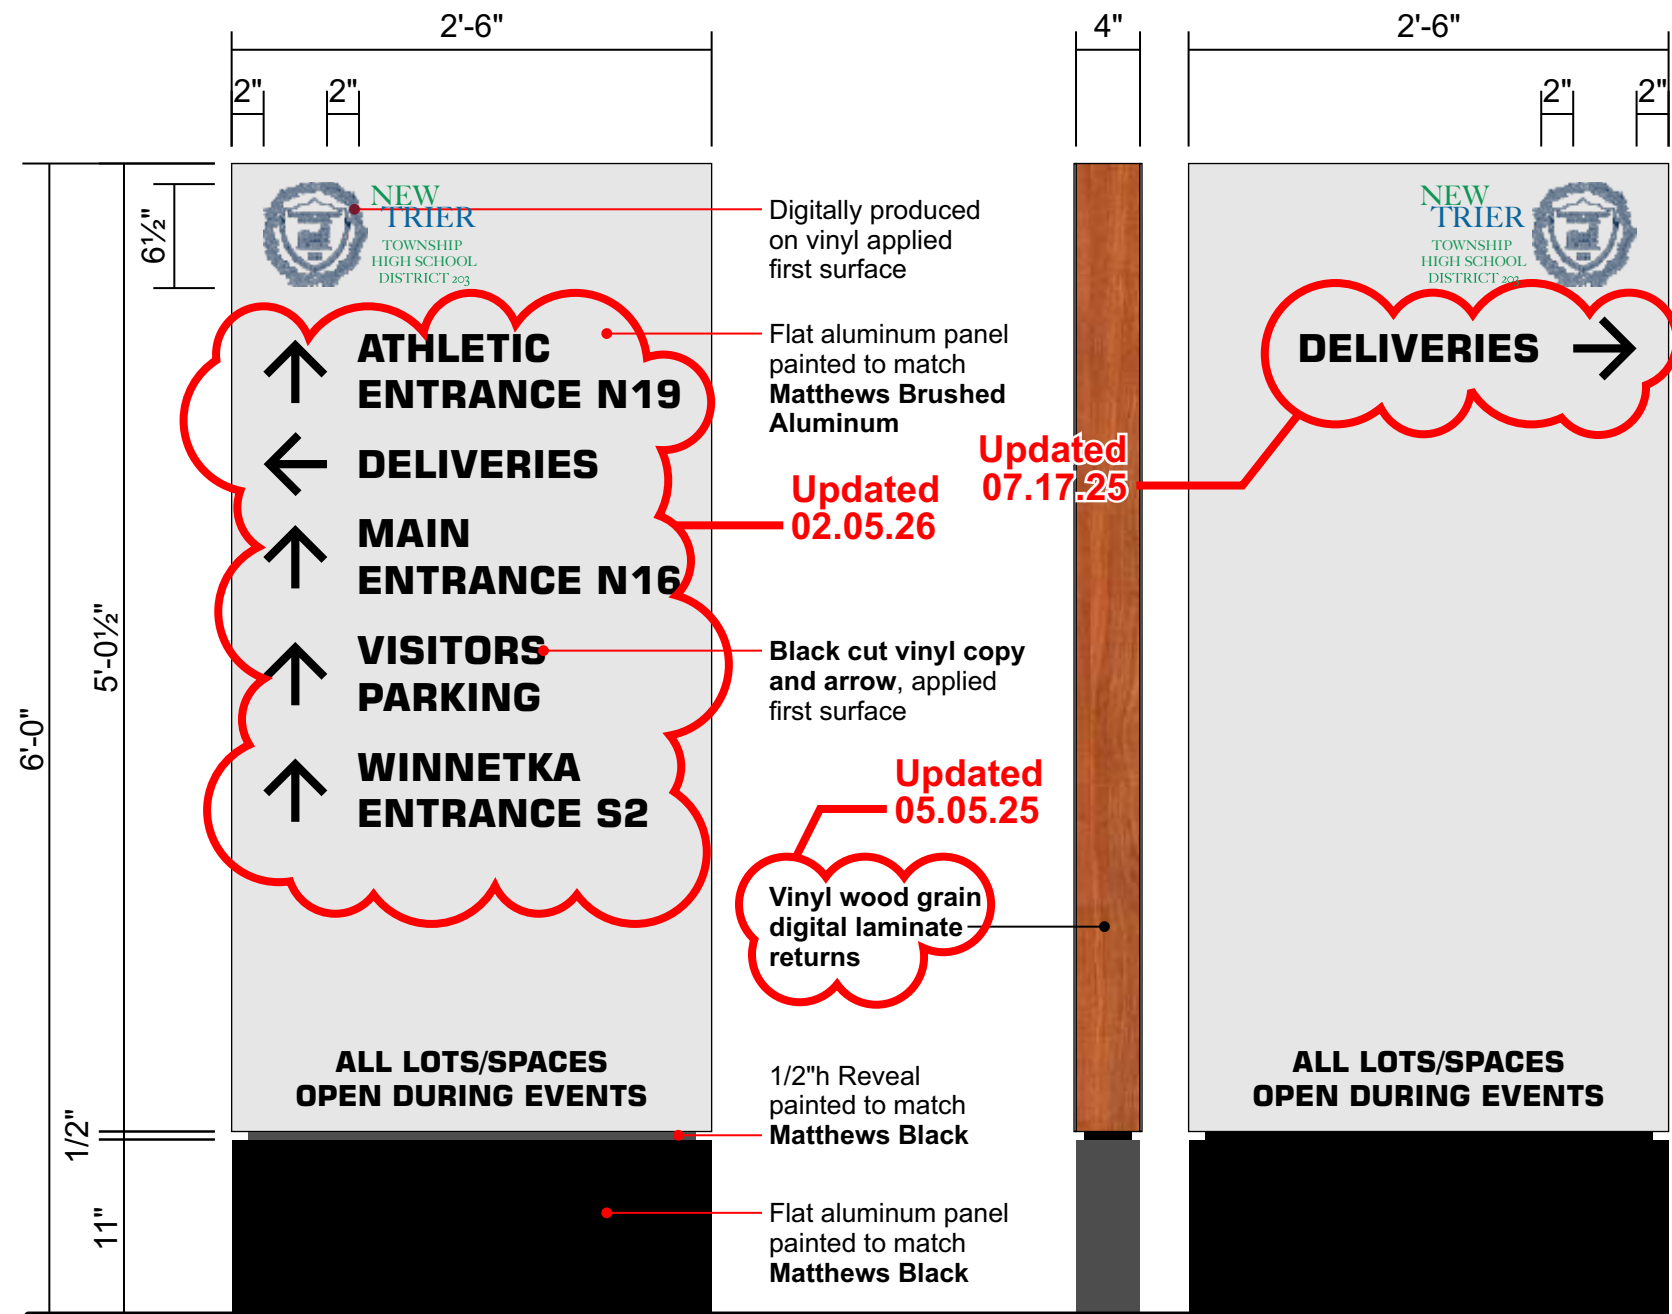 2'-6"
4"
2'-6"
2"
2"
2"
2"
6'-0"
5'-0½"
6½"
1/2"
11"
NEW
TRIER
TOWNSHIP
HIGH SCHOOL
DISTRICT 203
ATHLETIC
ENTRANCE N19
DELIVERIES
MAIN
ENTRANCE N16
VISITORS
PARKING
WINNETKA
ENTRANCE S2
ALL LOTS/SPACES
OPEN DURING EVENTS
Digitally produced
on vinyl applied
first surface
Flat aluminum panel
painted to match
Matthews Brushed
Aluminum
Updated
02.05.26
Black cut vinyl copy
and arrow, applied
first surface
Updated
05.05.25
Vinyl wood grain
digital laminate
returns
1/2"h Reveal
painted to match
Matthews Black
Flat aluminum panel
painted to match
Matthews Black
Updated
07.17.25
NEW
TRIER
TOWNSHIP
HIGH SCHOOL
DISTRICT 203
DELIVERIES
ALL LOTS/SPACES
OPEN DURING EVENTS